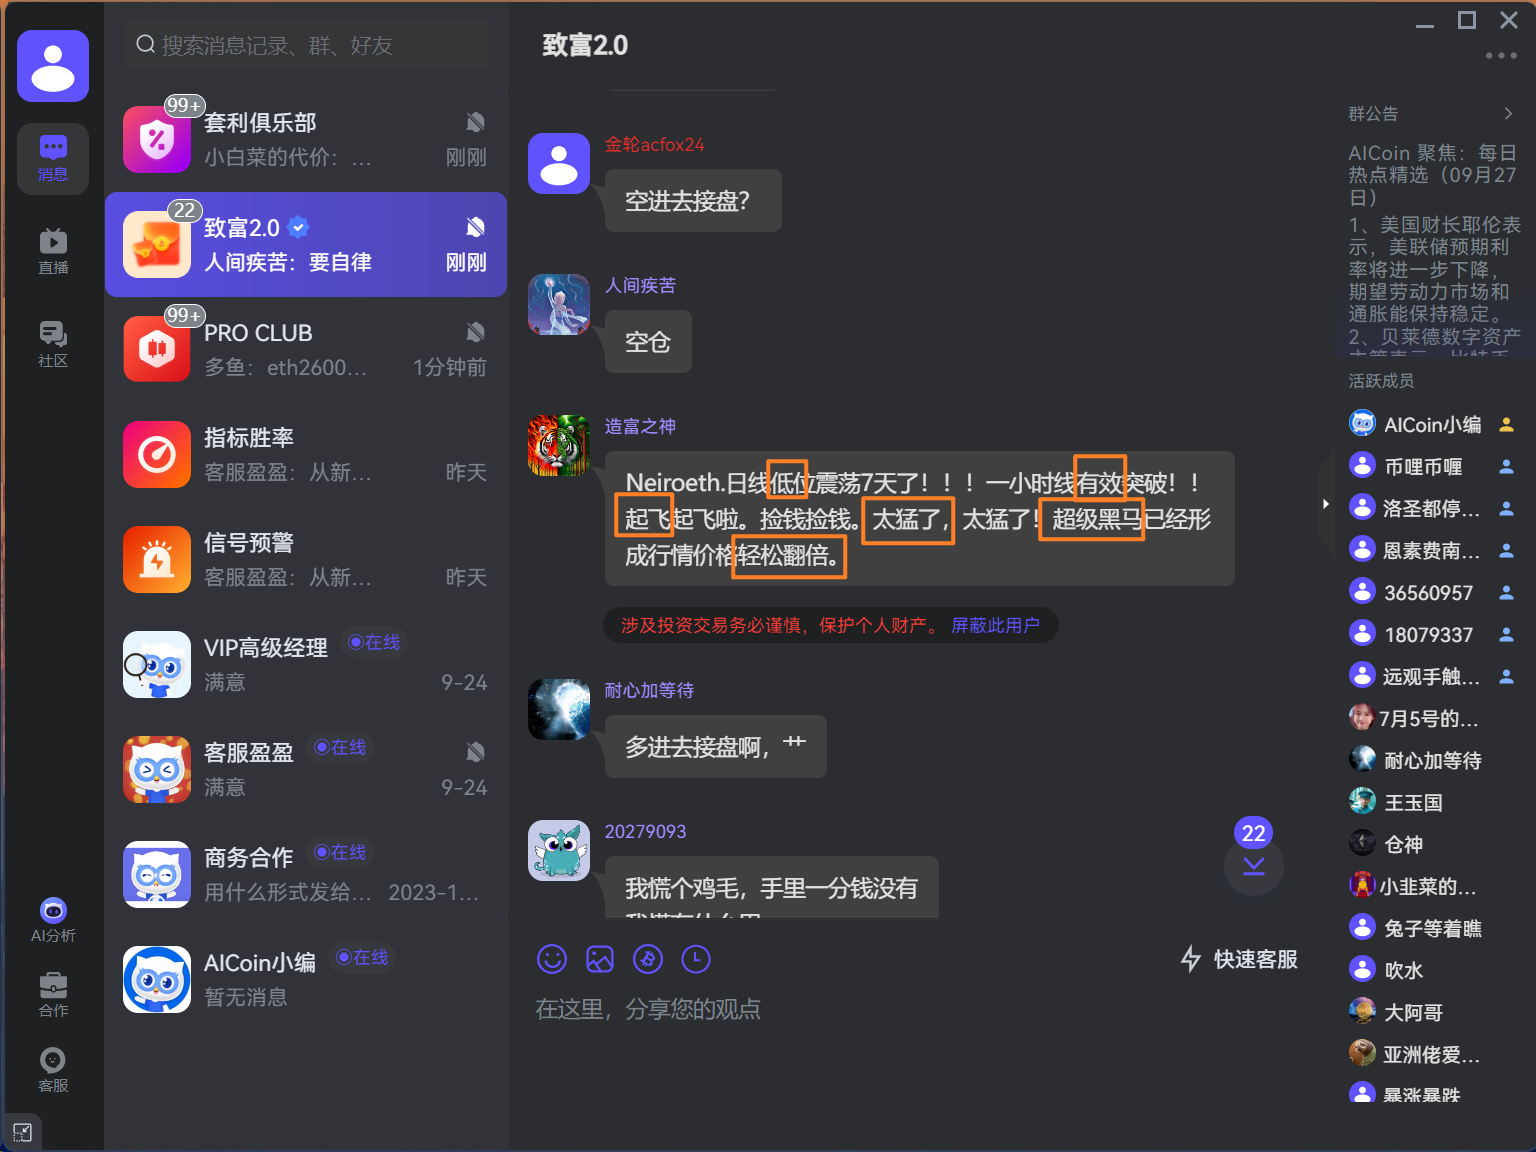 搜索消息记录、群、好友
致富2.0
消息
直播
社区
AI分析
合作
客服
99+
套利俱乐部
小白菜的代价：...
刚刚
22
致富2.0
人间疾苦：要自律
刚刚
99+
PRO CLUB
多鱼：eth2600...
1分钟前
指标胜率
客服盈盈：从新...
昨天
信号预警
客服盈盈：从新...
昨天
VIP高级经理
在线
满意
9-24
客服盈盈
在线
满意
9-24
商务合作
在线
用什么形式发给...
2023-1...
AICoin小编
在线
暂无消息
金轮acfox24
空进去接盘？
人间疾苦
空仓
造富之神
Neiroeth.日线低位震荡7天了！！！一小时线有效突破！！
起飞起飞啦。捡钱捡钱。太猛了，太猛了！超级黑马已经形
成行情价格轻松翻倍。
涉及投资交易务必谨慎，保护个人财产。 屏蔽此用户
耐心加等待
多进去接盘啊，艹
20279093
我慌个鸡毛，手里一分钱没有
22
快速客服
在这里，分享您的观点
群公告
AICoin 聚焦：每日
热点精选（09月27
日）
1、美国财长耶伦表
示，美联储预期利
率将进一步下降，
期望劳动力市场和
通胀能保持稳定。
2、贝莱德数字资产
活跃成员
AICoin小编
币哩币喱
洛圣都停...
恩素费南...
36560957
18079337
远观手触...
7月5号的...
耐心加等待
王玉国
仓神
小韭菜的...
兔子等着瞧
吹水
大阿哥
亚洲佬爱...
暴涨暴跌